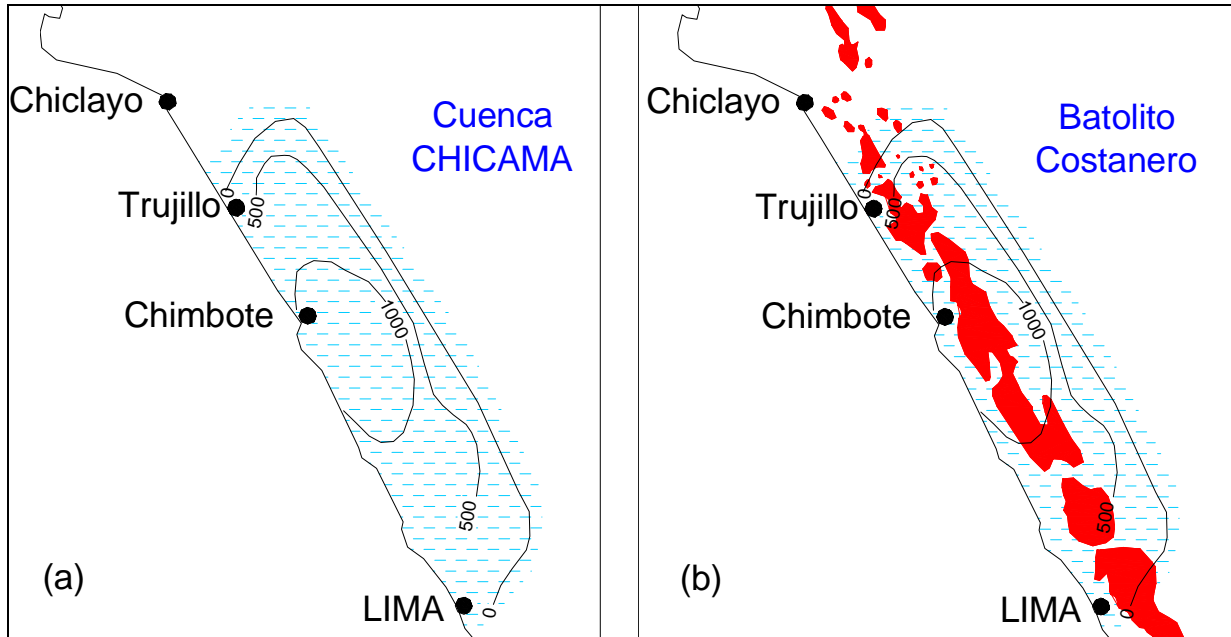 Chiclayo
Cuenca
CHICAMA
Trujillo
0
500
Chimbote
1000
500
(a)
LIMA
0
Chiclayo
Batolito
Costanero
Trujillo
0
500
Chimbote
1000
500
(b)
LIMA
0